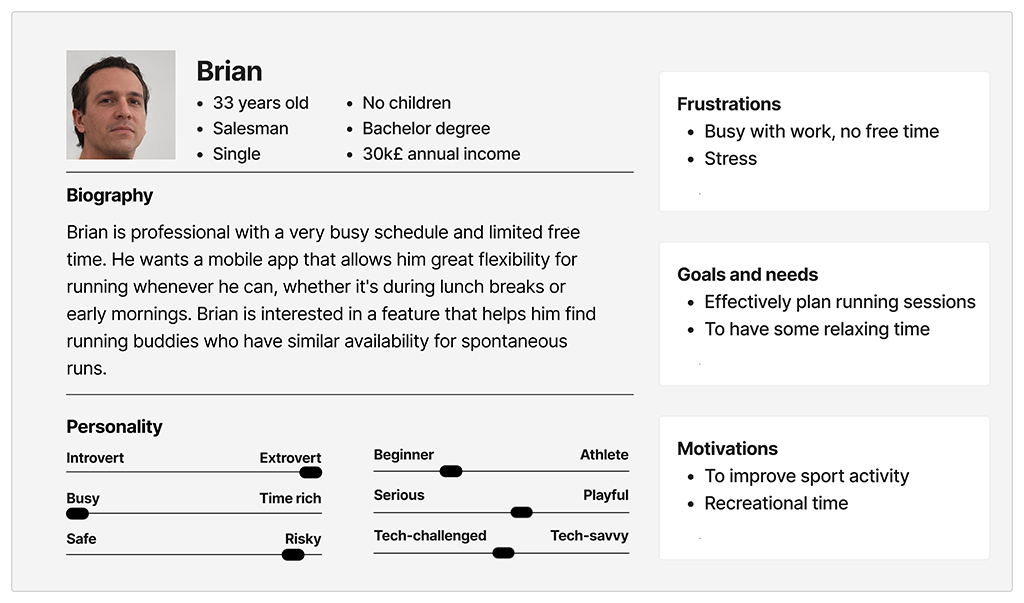 Brian
• 33 years old
• Salesman
• Single
• No children
• Bachelor degree
• 30k£ annual income
Biography
Brian is professional with a very busy schedule and limited free
time. He wants a mobile app that allows him great flexibility for
running whenever he can, whether it's during lunch breaks or
early mornings. Brian is interested in a feature that helps him find
running buddies who have similar availability for spontaneous
runs.
Personality
Introvert Extrovert
Busy Time rich
Safe Risky
Beginner Athlete
Serious Playful
Tech-challenged Tech-savvy
Frustrations
• Busy with work, no free time
• Stress
Goals and needs
• Effectively plan running sessions
• To have some relaxing time
Motivations
• To improve sport activity
• Recreational time